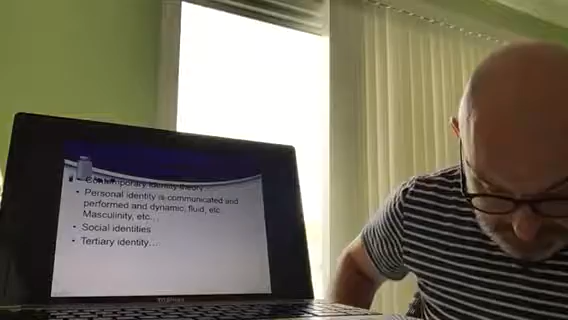 • Contemporary identity theory…
• Personal identity is communicated and
performed and dynamic, fluid, etc.
Masculinity, etc…
• Social identities
• Tertiary identity…
TOSHIBA